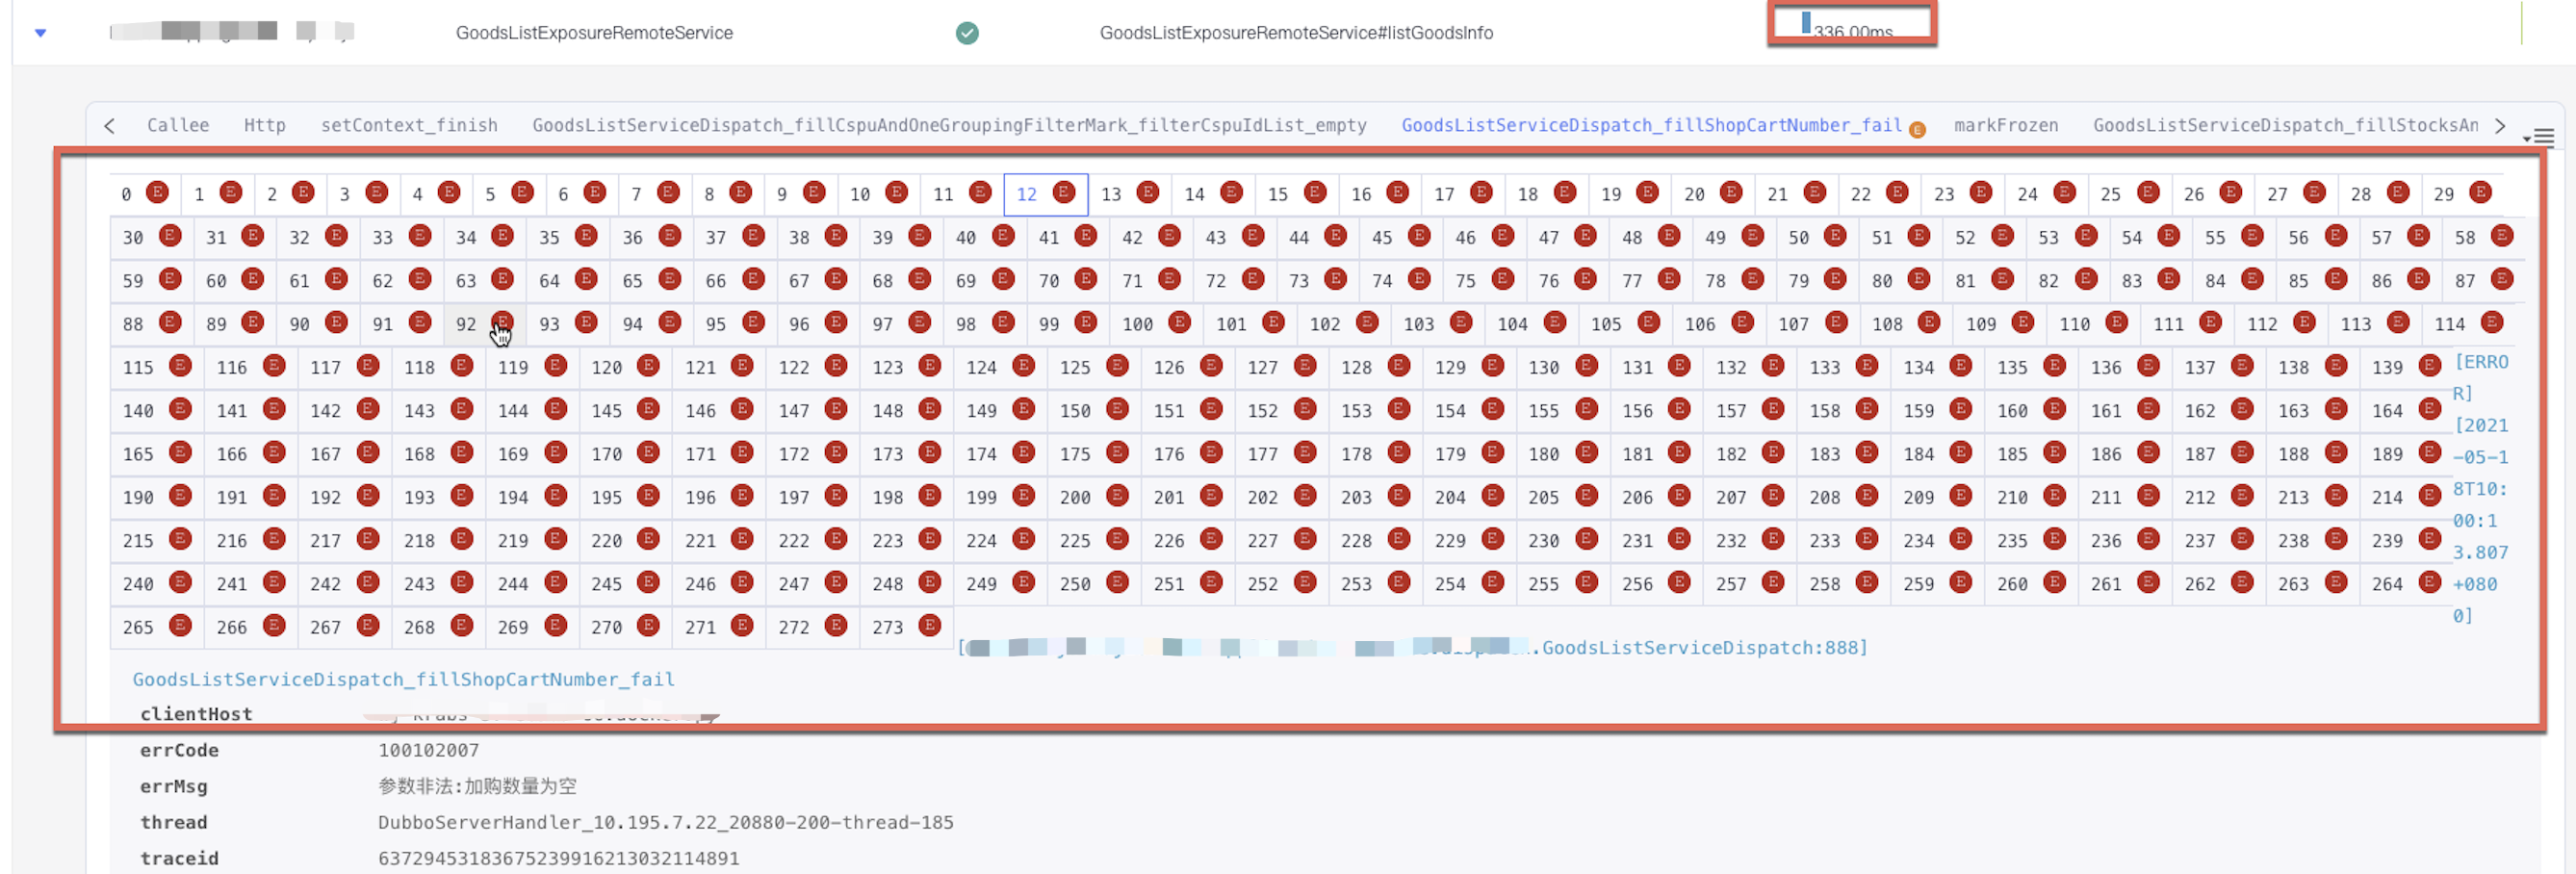 GoodsListExposureRemoteService GoodsListExposureRemoteService#listGoodsInfo 336.00ms
Callee Http setContext_finish GoodsListServiceDispatch_fillCspuAndOneGroupingFilterMark_filterCspuIdList_empty GoodsListServiceDispatch_fillShopCartNumber_fail E markFrozen GoodsListServiceDispatch_fillStocksAn
0 E 1 E 2 E 3 E 4 E 5 E 6 E 7 E 8 E 9 E 10 E 11 E 12 E 13 E 14 E 15 E 16 E 17 E 18 E 19 E 20 E 21 E 22 E 23 E 24 E 25 E 26 E 27 E 28 E 29 E
30 E 31 E 32 E 33 E 34 E 35 E 36 E 37 E 38 E 39 E 40 E 41 E 42 E 43 E 44 E 45 E 46 E 47 E 48 E 49 E 50 E 51 E 52 E 53 E 54 E 55 E 56 E 57 E 58 E
59 E 60 E 61 E 62 E 63 E 64 E 65 E 66 E 67 E 68 E 69 E 70 E 71 E 72 E 73 E 74 E 75 E 76 E 77 E 78 E 79 E 80 E 81 E 82 E 83 E 84 E 85 E 86 E 87 E
88 E 89 E 90 E 91 E 92 E 93 E 94 E 95 E 96 E 97 E 98 E 99 E 100 E 101 E 102 E 103 E 104 E 105 E 106 E 107 E 108 E 109 E 110 E 111 E 112 E 113 E 114 E
115 E 116 E 117 E 118 E 119 E 120 E 121 E 122 E 123 E 124 E 125 E 126 E 127 E 128 E 129 E 130 E 131 E 132 E 133 E 134 E 135 E 136 E 137 E 138 E 139 E
140 E 141 E 142 E 143 E 144 E 145 E 146 E 147 E 148 E 149 E 150 E 151 E 152 E 153 E 154 E 155 E 156 E 157 E 158 E 159 E 160 E 161 E 162 E 163 E 164 E
165 E 166 E 167 E 168 E 169 E 170 E 171 E 172 E 173 E 174 E 175 E 176 E 177 E 178 E 179 E 180 E 181 E 182 E 183 E 184 E 185 E 186 E 187 E 188 E 189 E
190 E 191 E 192 E 193 E 194 E 195 E 196 E 197 E 198 E 199 E 200 E 201 E 202 E 203 E 204 E 205 E 206 E 207 E 208 E 209 E 210 E 211 E 212 E 213 E 214 E
215 E 216 E 217 E 218 E 219 E 220 E 221 E 222 E 223 E 224 E 225 E 226 E 227 E 228 E 229 E 230 E 231 E 232 E 233 E 234 E 235 E 236 E 237 E 238 E 239 E
240 E 241 E 242 E 243 E 244 E 245 E 246 E 247 E 248 E 249 E 250 E 251 E 252 E 253 E 254 E 255 E 256 E 257 E 258 E 259 E 260 E 261 E 262 E 263 E 264 E
265 E 266 E 267 E 268 E 269 E 270 E 271 E 272 E 273 E
[ERRO
R]
[2021
-05-1
8T10:
00:1
3.807
+080
0]
[ .GoodsListServiceDispatch:888]
GoodsListServiceDispatch_fillShopCartNumber_fail
clientHost
errCode 100102007
errMsg 参数非法:加购数量为空
thread DubboServerHandler_10.195.7.22_20880-200-thread-185
traceid 63729453183675239916213032114891